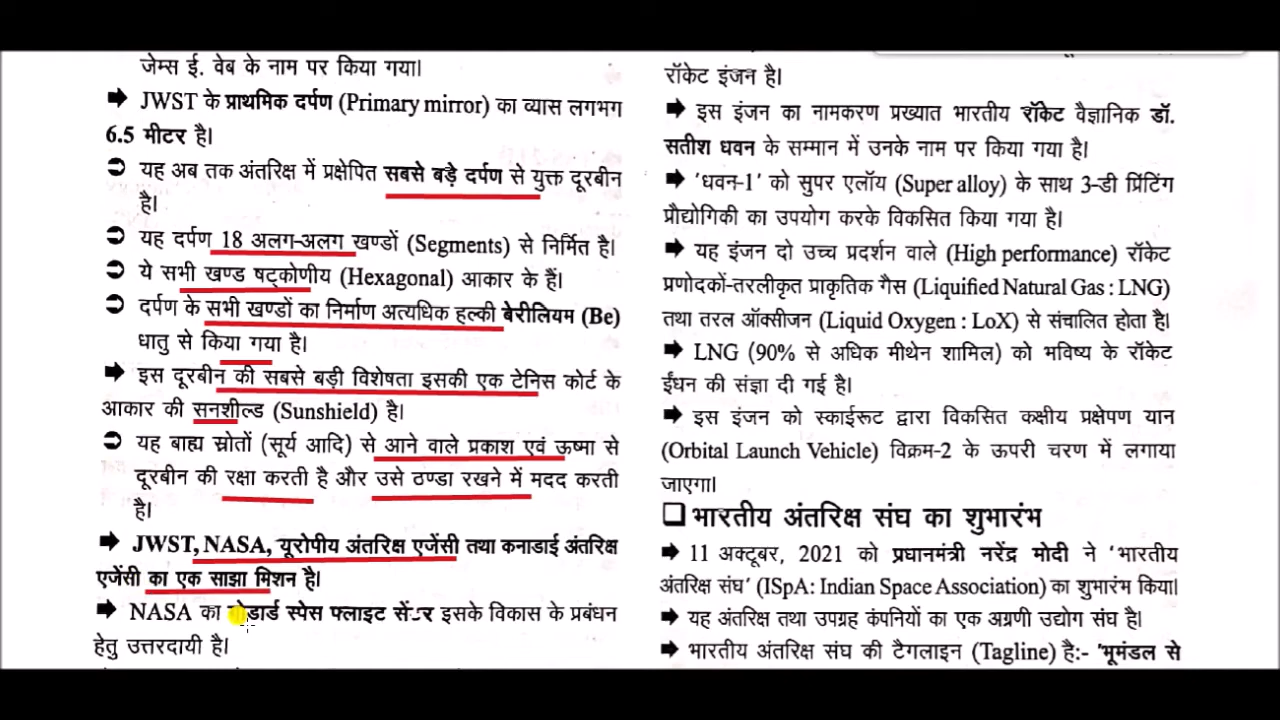 जेम्स ई. वेब के नाम पर किया गया।
➡ JWST के प्राथमिक दर्पण (Primary mirror) का व्यास लगभग
6.5 मीटर है।
➲ यह अब तक अंतरिक्ष में प्रक्षेपित सबसे बड़े दर्पण से युक्त दूरबीन
है।
➲ यह दर्पण 18 अलग-अलग खण्डों (Segments) से निर्मित है।
➲ ये सभी खण्ड षट्कोणीय (Hexagonal) आकार के हैं।
➲ दर्पण के सभी खण्डों का निर्माण अत्यधिक हल्की बेरीलियम (Be)
धातु से किया गया है।
➡ इस दूरबीन की सबसे बड़ी विशेषता इसकी एक टेनिस कोर्ट के
आकार की सनशील्ड (Sunshield) है।
➲ यह बाह्य स्रोतों (सूर्य आदि) से आने वाले प्रकाश एवं ऊष्मा से
दूरबीन की रक्षा करती है और उसे ठण्डा रखने में मदद करती
है।
➡ JWST, NASA, यूरोपीय अंतरिक्ष एजेंसी तथा कनाडाई अंतरिक्ष
एजेंसी का एक साझा मिशन है।
➡ NASA का स्पेस फ्लाइट इसके विकास के प्रबंधन
हेतु उत्तरदायी है।
रॉकेट इंजन है।
➡ इस इंजन का नामकरण प्रख्यात भारतीय रॉकेट वैज्ञानिक डॉ.
सतीश धवन के सम्मान में उनके नाम पर किया गया है।
➡ 'धवन-1' को सुपर एलॉय (Super alloy) के साथ 3-डी प्रिंटिंग
प्रौद्योगिकी का उपयोग करके विकसित किया गया है।
➡ यह इंजन दो उच्च प्रदर्शन वाले (High performance) रॉकेट
प्रणोदकों-तरलीकृत प्राकृतिक गैस (Liquified Natural Gas : LNG)
तथा तरल ऑक्सीजन (Liquid Oxygen : LoX) से संचालित होता है।
➡ LNG (90% से अधिक मीथेन शामिल) को भविष्य के रॉकेट
ईंधन की संज्ञा दी गई है।
➡ इस इंजन को स्काईरूट द्वारा विकसित कक्षीय प्रक्षेपण यान
(Orbital Launch Vehicle) विक्रम-2 के ऊपरी चरण में लगाया
जाएगा।
❑ भारतीय अंतरिक्ष संघ का शुभारंभ
➡ 11 अक्टूबर, 2021 को प्रधानमंत्री नरेंद्र मोदी ने 'भारतीय
अंतरिक्ष संघ' (ISpA: Indian Space Association) का शुभारंभ किया।
➡ यह अंतरिक्ष तथा उपग्रह कंपनियों का एक अग्रणी उद्योग संघ है।
➡ भारतीय अंतरिक्ष संघ की टैगलाइन (Tagline) है:- 'भूमंडल से